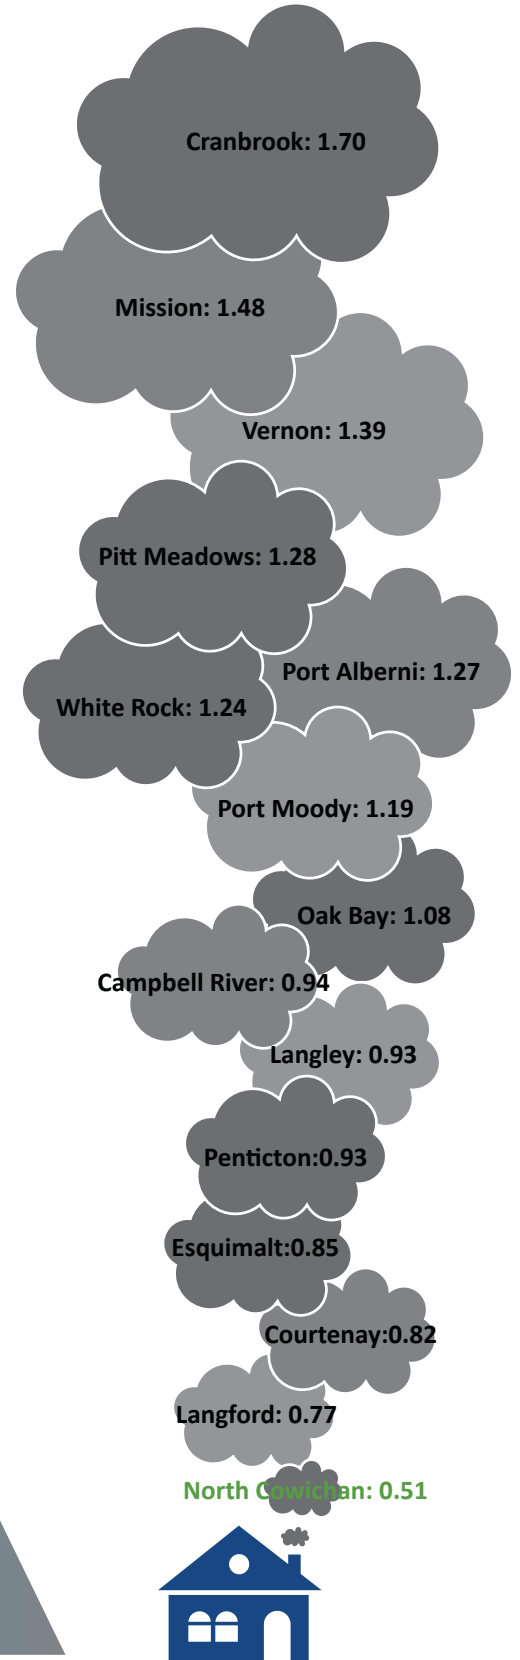 Cranbrook: 1.70
Mission: 1.48
Vernon: 1.39
Pitt Meadows: 1.28
Port Alberni: 1.27
White Rock: 1.24
Port Moody: 1.19
Oak Bay: 1.08
Campbell River: 0.94
Langley: 0.93
Penticton:0.93
Esquimalt:0.85
Courtenay:0.82
Langford: 0.77
North Cowichan: 0.51